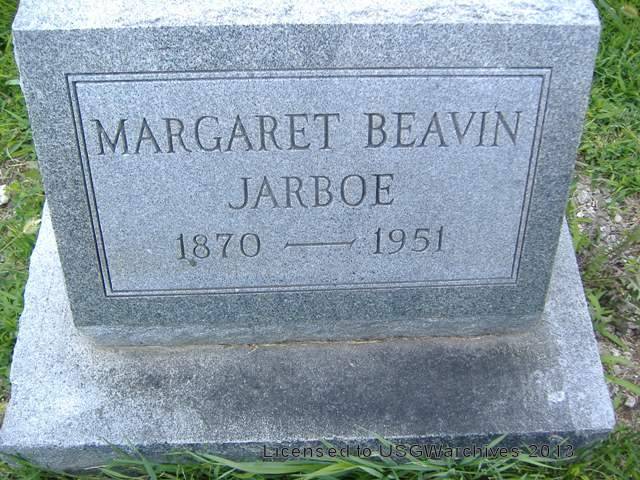 MARGARET BEAVIN
JARBOE
1870 — 1951
Licensed to USGWarchives 2013